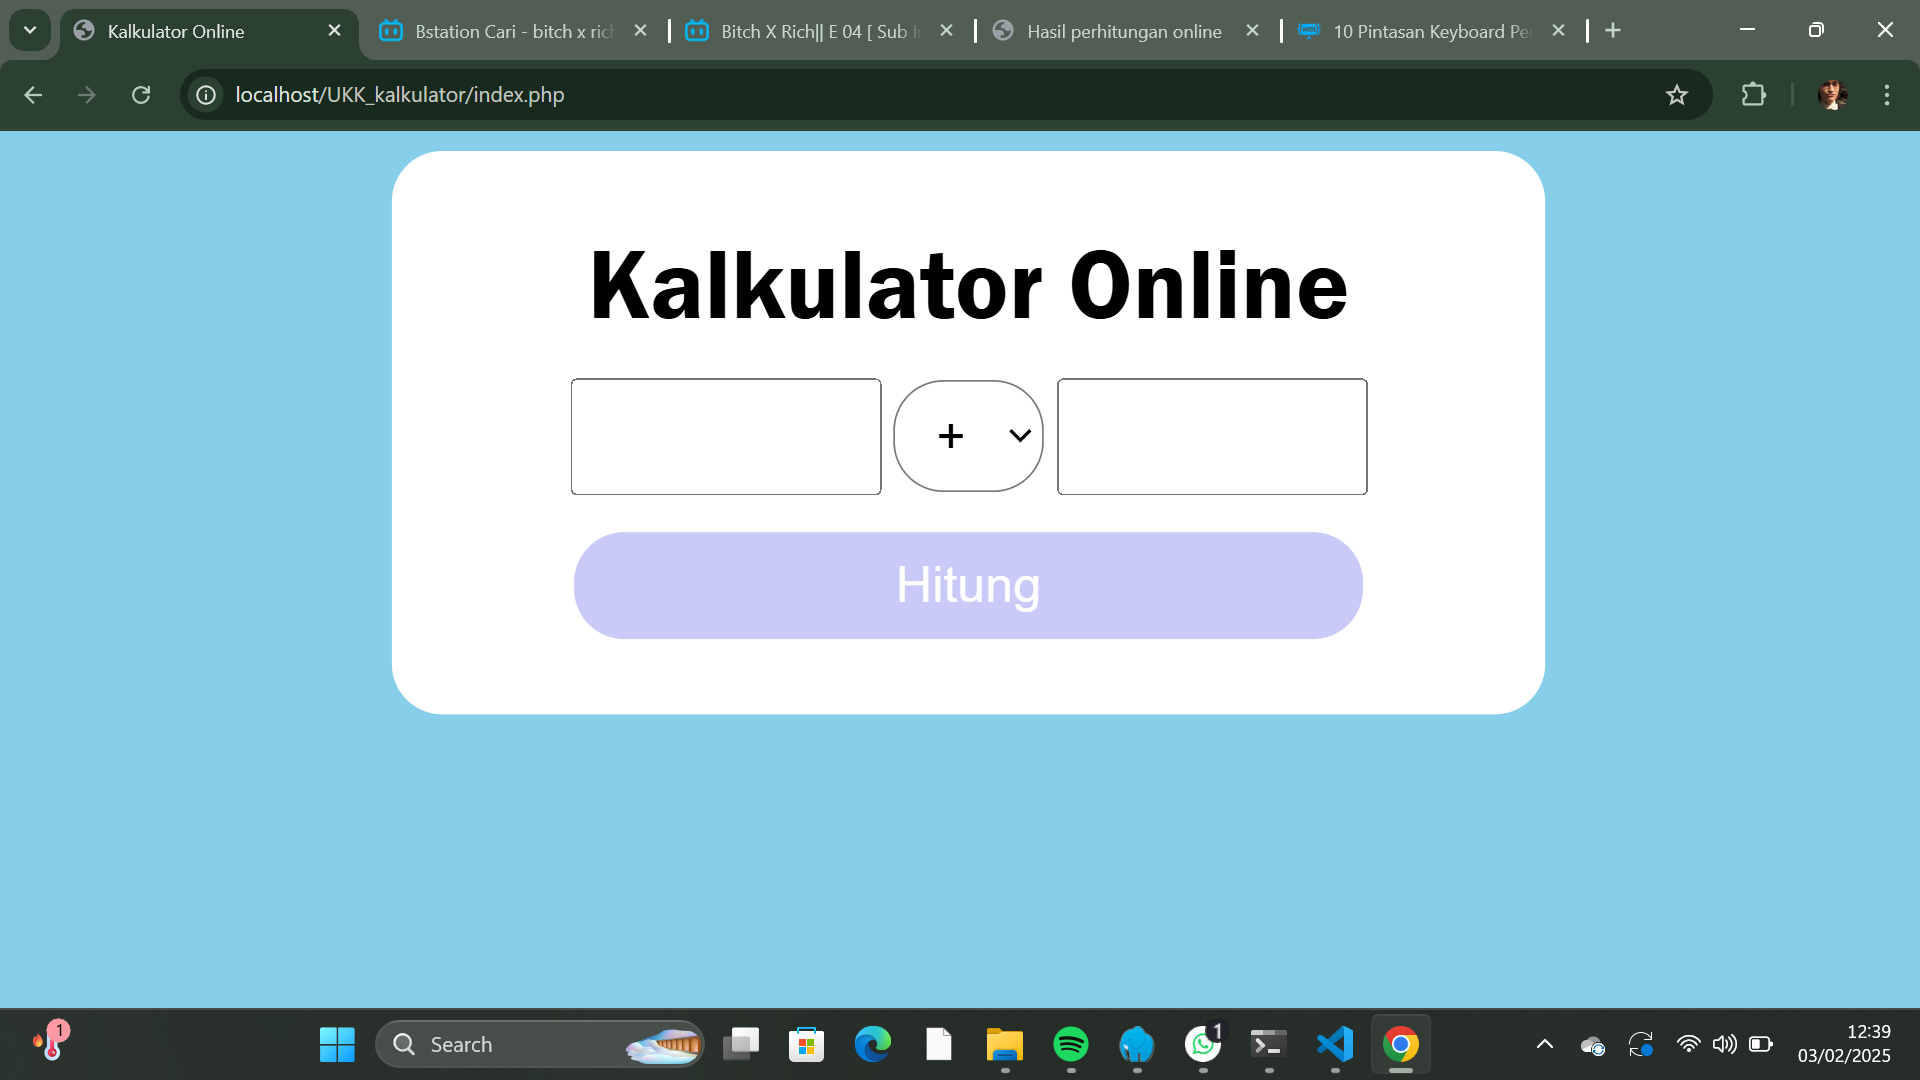 Kalkulator Online
Bstation Cari - bitch x ric
Bitch X Rich|| E 04 [ Sub I
Hasil perhitungan online
10 Pintasan Keyboard Pe
localhost/UKK_kalkulator/index.php
Kalkulator Online
+
Hitung
1
Search
1
12:39
03/02/2025